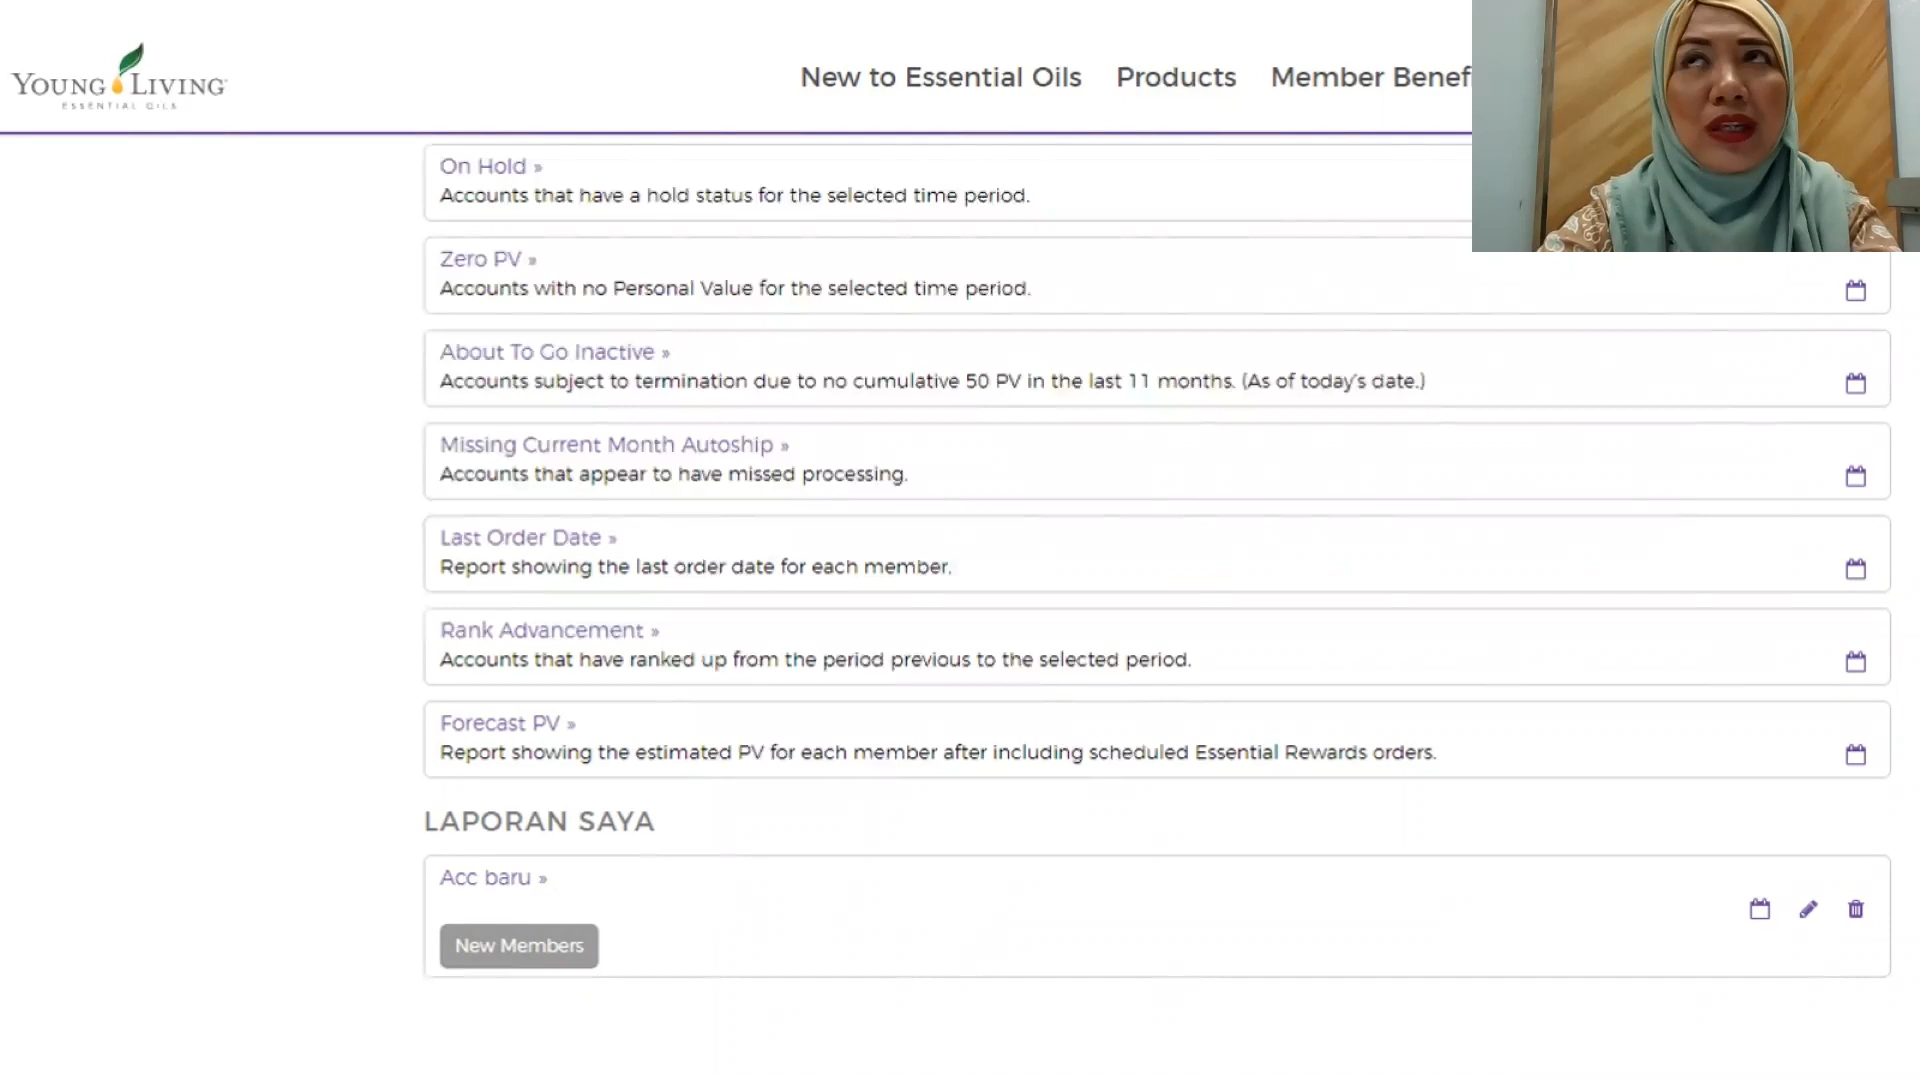 YOUNG LIVING
ESSENTIAL OILS
New to Essential Oils Products Member Benef
On Hold »
Accounts that have a hold status for the selected time period.
Zero PV »
Accounts with no Personal Value for the selected time period.
About To Go Inactive »
Accounts subject to termination due to no cumulative 50 PV in the last 11 months. (As of today's date.)
Missing Current Month Autoship »
Accounts that appear to have missed processing.
Last Order Date »
Report showing the last order date for each member.
Rank Advancement »
Accounts that have ranked up from the period previous to the selected period.
Forecast PV »
Report showing the estimated PV for each member after including scheduled Essential Rewards orders.
LAPORAN SAYA
Acc baru »
New Members